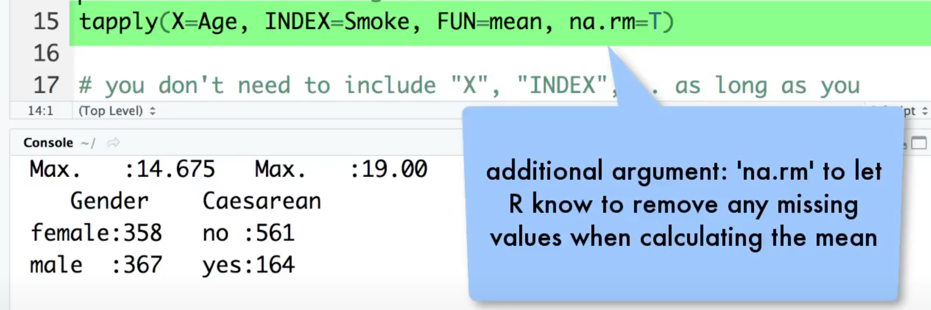 15 tapply(X=Age, INDEX=Smoke, FUN=mean, na.rm=T)
16
17 # you don't need to include "X", "INDEX", . as long as you
14:1 (Top Level)
Console ~/
Max. :14.675 Max. :19.00
Gender Caesarean
female:358 no :561
male :367 yes:164
additional argument: 'na.rm' to let
R know to remove any missing
values when calculating the mean